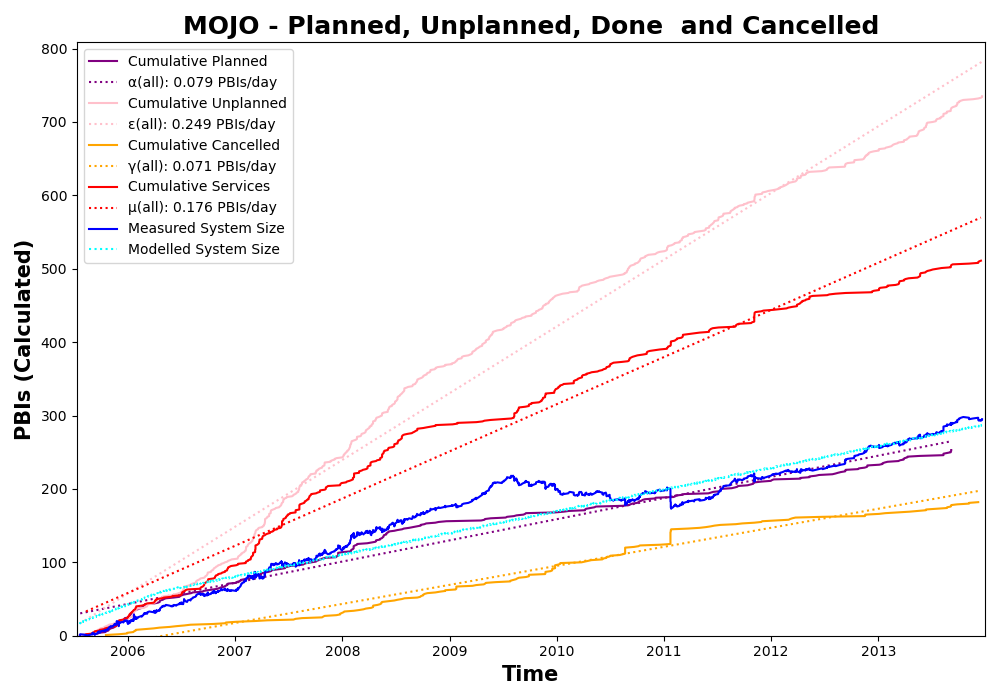 MOJO - Planned, Unplanned, Done  and Cancelled
Cumulative Planned
α(all): 0.079 PBIs/day
Cumulative Unplanned
ε(all): 0.249 PBIs/day
Cumulative Cancelled
γ(all): 0.071 PBIs/day
Cumulative Services
μ(all): 0.176 PBIs/day
Measured System Size
Modelled System Size
PBIs (Calculated)
800
700
600
500
400
300
200
100
0
2006 2007 2008 2009 2010 2011 2012 2013
Time